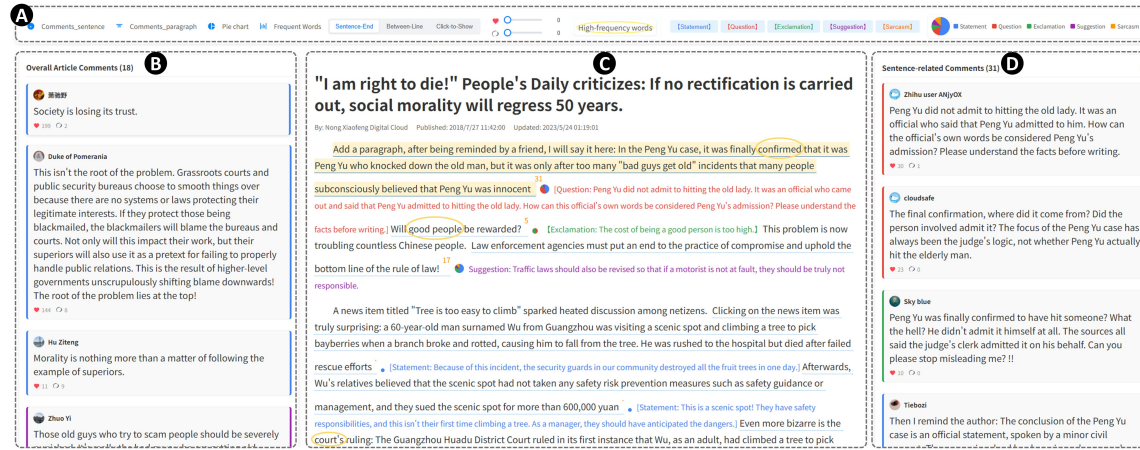 A
Comments_sentence
Comments_paragraph
Pie chart
Frequent Words
Sentence-End
Between-Line
Click-to-Show
0
0
High-frequency words
【Statement】
【Question】
【Exclamation】
【Suggestion】
【Sarcasm】
Statement
Question
Exclamation
Suggestion
Sarcasm
Overall Article Comments (18)
B
萧驰野
Society is losing its trust.
198 2
Duke of Pomerania
This isn't the root of the problem. Grassroots courts and
public security bureaus choose to smooth things over
because there are no systems or laws protecting their
legitimate interests. If they protect those being
blackmailed, the blackmailers will blame the bureaus and
courts. Not only will this impact their work, but their
superiors will also use it as a pretext for failing to properly
handle public relations. This is the result of higher-level
governments unscrupulously shifting blame downwards!
The root of the problem lies at the top!
144 8
Hu Ziteng
Morality is nothing more than a matter of following the
example of superiors.
11 0
Zhuo Yi
Those old guys who try to scam people should be severely
C
"I am right to die!" People's Daily criticizes: If no rectification is carried
out, social morality will regress 50 years.
By: Nong Xiaofeng Digital Cloud Published: 2018/7/27 11:42:00 Updated: 2023/5/24 01:19:01
Add a paragraph, after being reminded by a friend, I will say it here: In the Peng Yu case, it was finally confirmed that it was
Peng Yu who knocked down the old man, but it was only after too many "bad guys get old" incidents that many people
subconsciously believed that Peng Yu was innocent 31 [Question: Peng Yu did not admit to hitting the old lady. It was an official who came
out and said that Peng Yu admitted to hitting the old lady. How can this official's own words be considered Peng Yu's admission? Please understand the
facts before writing.] Will good people be rewarded? 5 【Exclamation: The cost of being a good person is too high.】 This problem is now
troubling countless Chinese people. Law enforcement agencies must put an end to the practice of compromise and uphold the
bottom line of the rule of law! 17 Suggestion: Traffic laws should also be revised so that if a motorist is not at fault, they should be truly not
responsible.
A news item titled "Tree is too easy to climb" sparked heated discussion among netizens. Clicking on the news item was
truly surprising: a 60-year-old man surnamed Wu from Guangzhou was visiting a scenic spot and climbing a tree to pick
bayberries when a branch broke and rotted, causing him to fall from the tree. He was rushed to the hospital but died after failed
rescue efforts [Statement: Because of this incident, the security guards in our community destroyed all the fruit trees in one day.] Afterwards,
Wu's relatives believed that the scenic spot had not taken any safety risk prevention measures such as safety guidance or
management, and they sued the scenic spot for more than 600,000 yuan [Statement: This is a scenic spot! They have safety
responsibilities, and this isn't their first time climbing a tree. As a manager, they should have anticipated the dangers.] Even more bizarre is the
court's ruling: The Guangzhou Huadu District Court ruled in its first instance that Wu, as an adult, had climbed a tree to pick
Sentence-related Comments (31)
D
Zhihu user ANjyOX
Peng Yu did not admit to hitting the old lady. It was an
official who said that Peng Yu admitted to him. How can
the official's own words be considered Peng Yu's
admission? Please understand the facts before writing.
30 1
cloudsafe
The final confirmation, where did it come from? Did the
person involved admit it? The focus of the Peng Yu case has
always been the judge's logic, not whether Peng Yu actually
hit the elderly man.
23 0
Sky blue
Peng Yu was finally confirmed to have hit someone? What
the hell? He didn't admit it himself at all. The sources all
said the judge's clerk admitted it on his behalf. Can you
please stop misleading me? !!
10 0
Tiebozi
Then I remind the author: The conclusion of the Peng Yu
case is an official statement, spoken by a minor civil